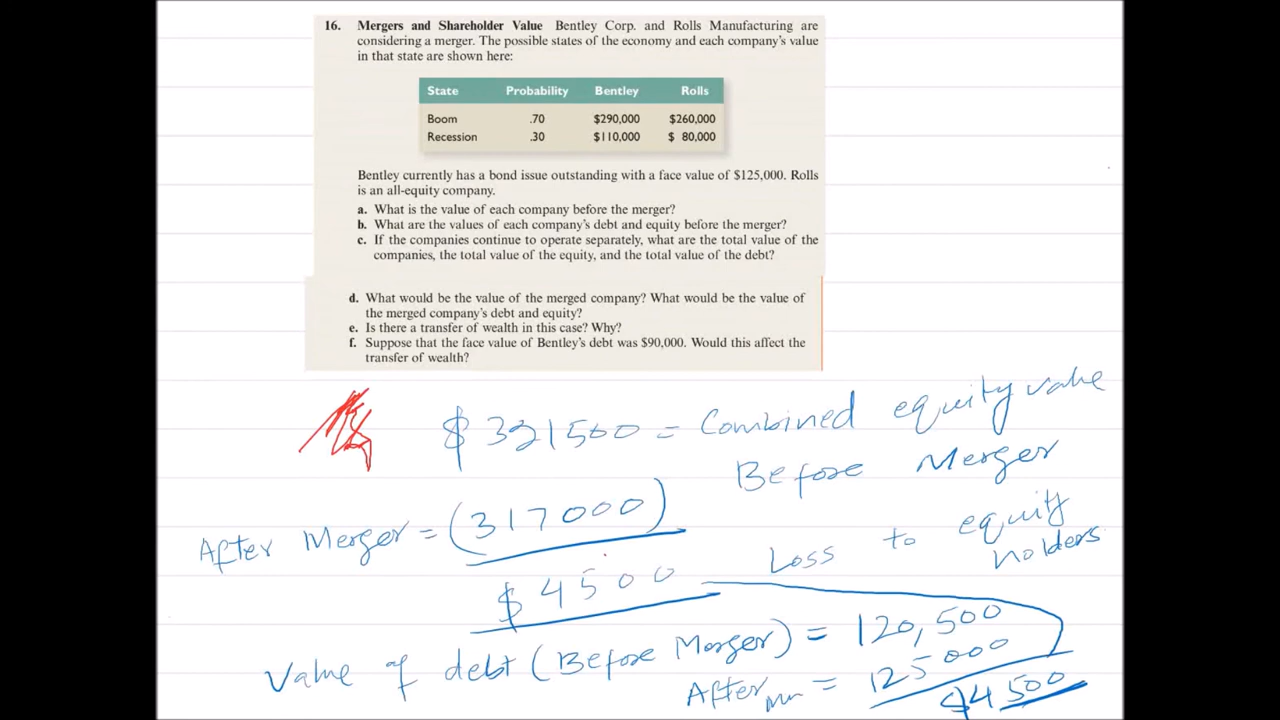 16. Mergers and Shareholder Value Bentley Corp. and Rolls Manufacturing are
considering a merger. The possible states of the economy and each company's value
in that state are shown here:
State Probability Bentley Rolls
Boom .70 $290,000 $260,000
Recession .30 $110,000 $ 80,000
Bentley currently has a bond issue outstanding with a face value of $125,000. Rolls
is an all-equity company.
a. What is the value of each company before the merger?
b. What are the values of each company's debt and equity before the merger?
c. If the companies continue to operate separately, what are the total value of the
companies, the total value of the equity, and the total value of the debt?
d. What would be the value of the merged company? What would be the value of
the merged company's debt and equity?
e. Is there a transfer of wealth in this case? Why?
f. Suppose that the face value of Bentley's debt was $90,000. Would this affect the
transfer of wealth?
$ 321500 = Combined equity value
Before Merger
After Merger = (317000)
$ 4500 Loss to equity
holders
Value of debt (Before Merger) = 120,500
After = 125000
$4500